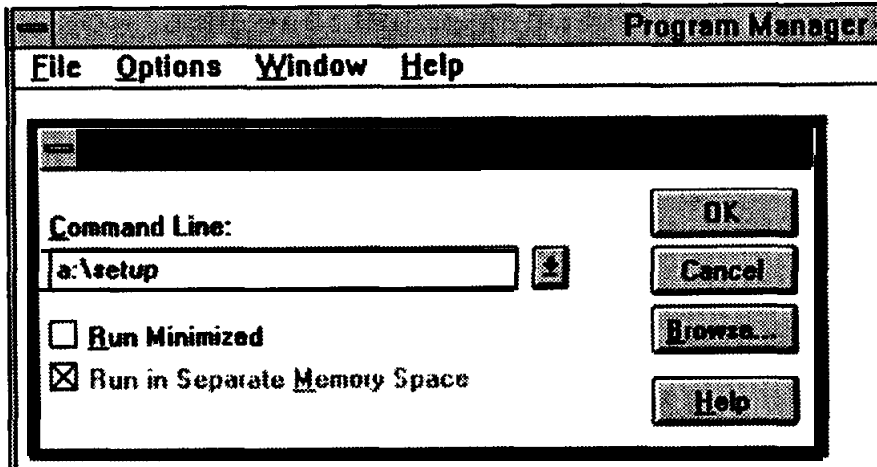 Program Manager
File Options Window Help
Command Line:
OK
a:\setup
Cancel
Run Minimized
Browse...
Run in Separate Memory Space
Help